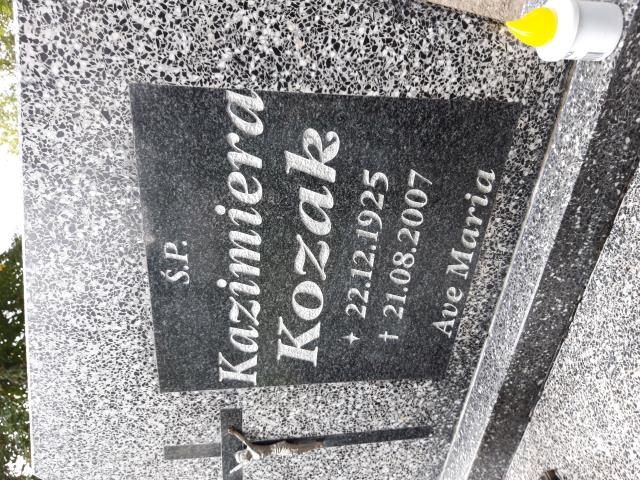 Ś.P.
Kazimiera
Kozak
22.12.1925
† 21.08.2007
Ave Maria